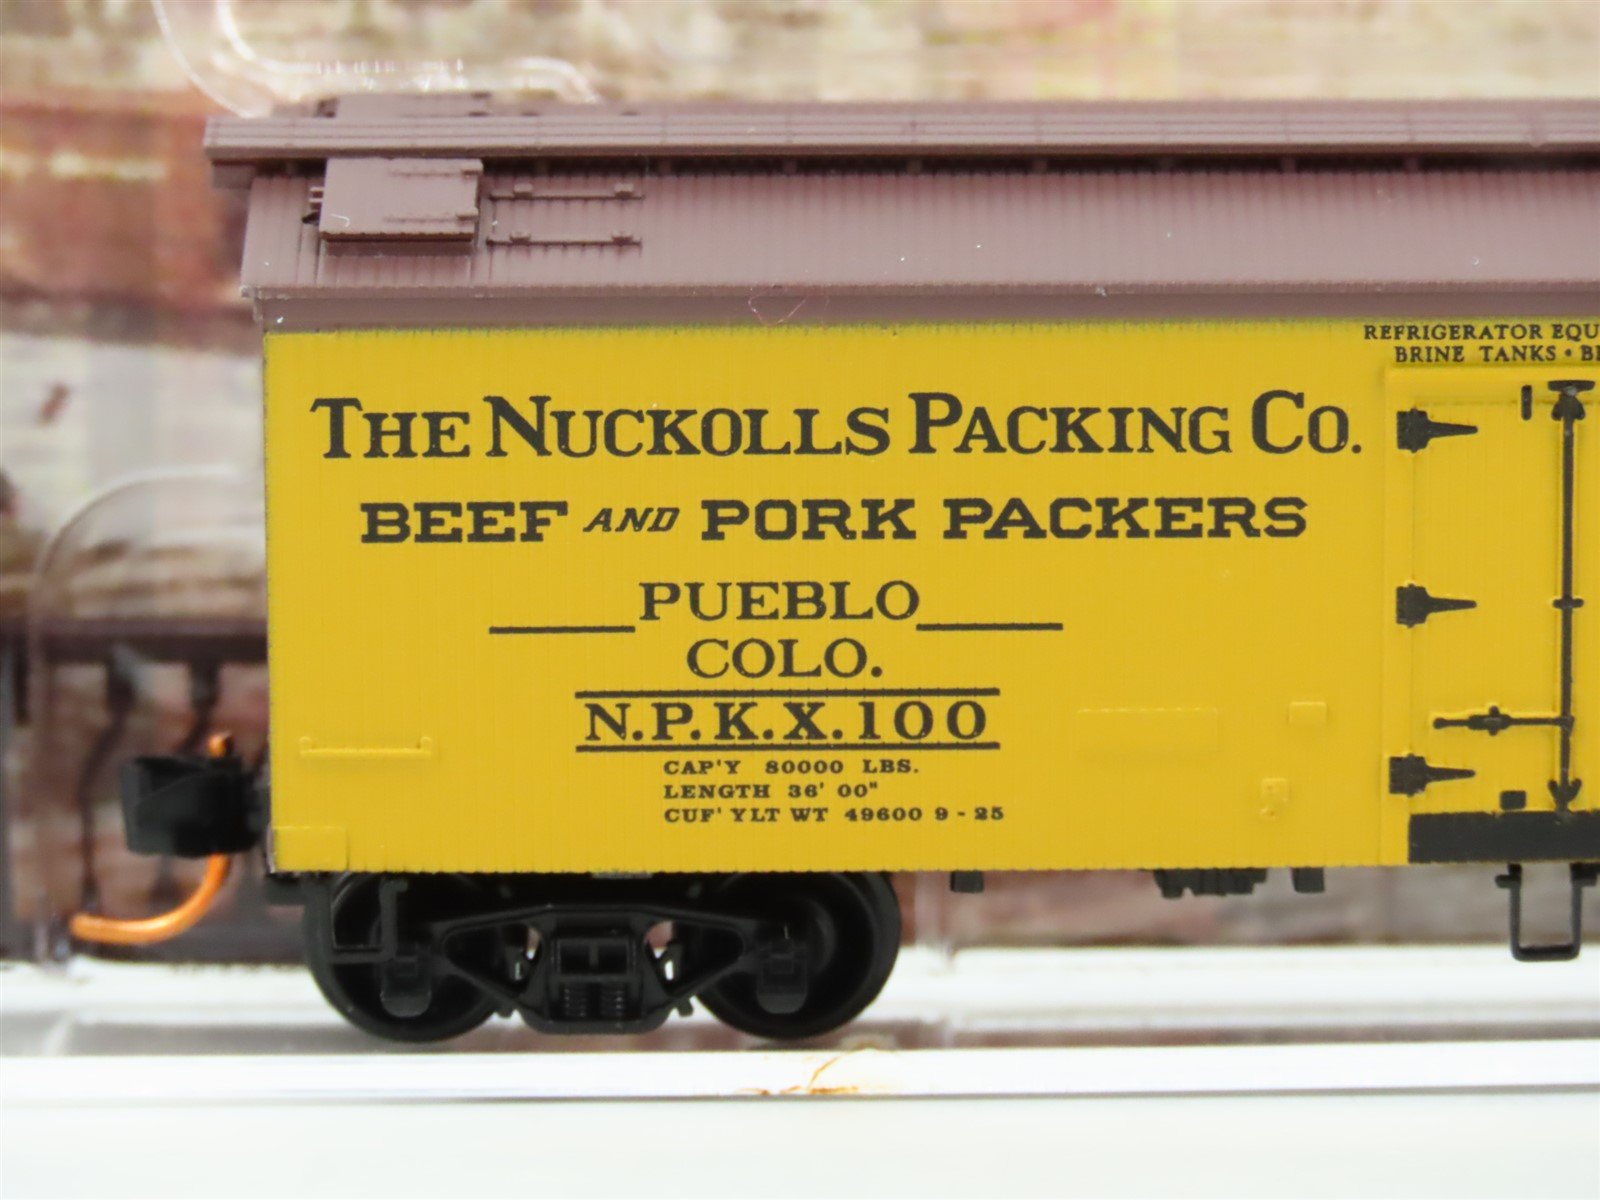 REFRIGERATOR EQU
BRINE TANKS • B
THE NUCKOLLS PACKING CO.
BEEF AND PORK PACKERS
PUEBLO
COLO.
N.P.K.X.100
CAP'Y 80000 LBS.
LENGTH 36' 00"
CUF' YLT WT 49600 9-25